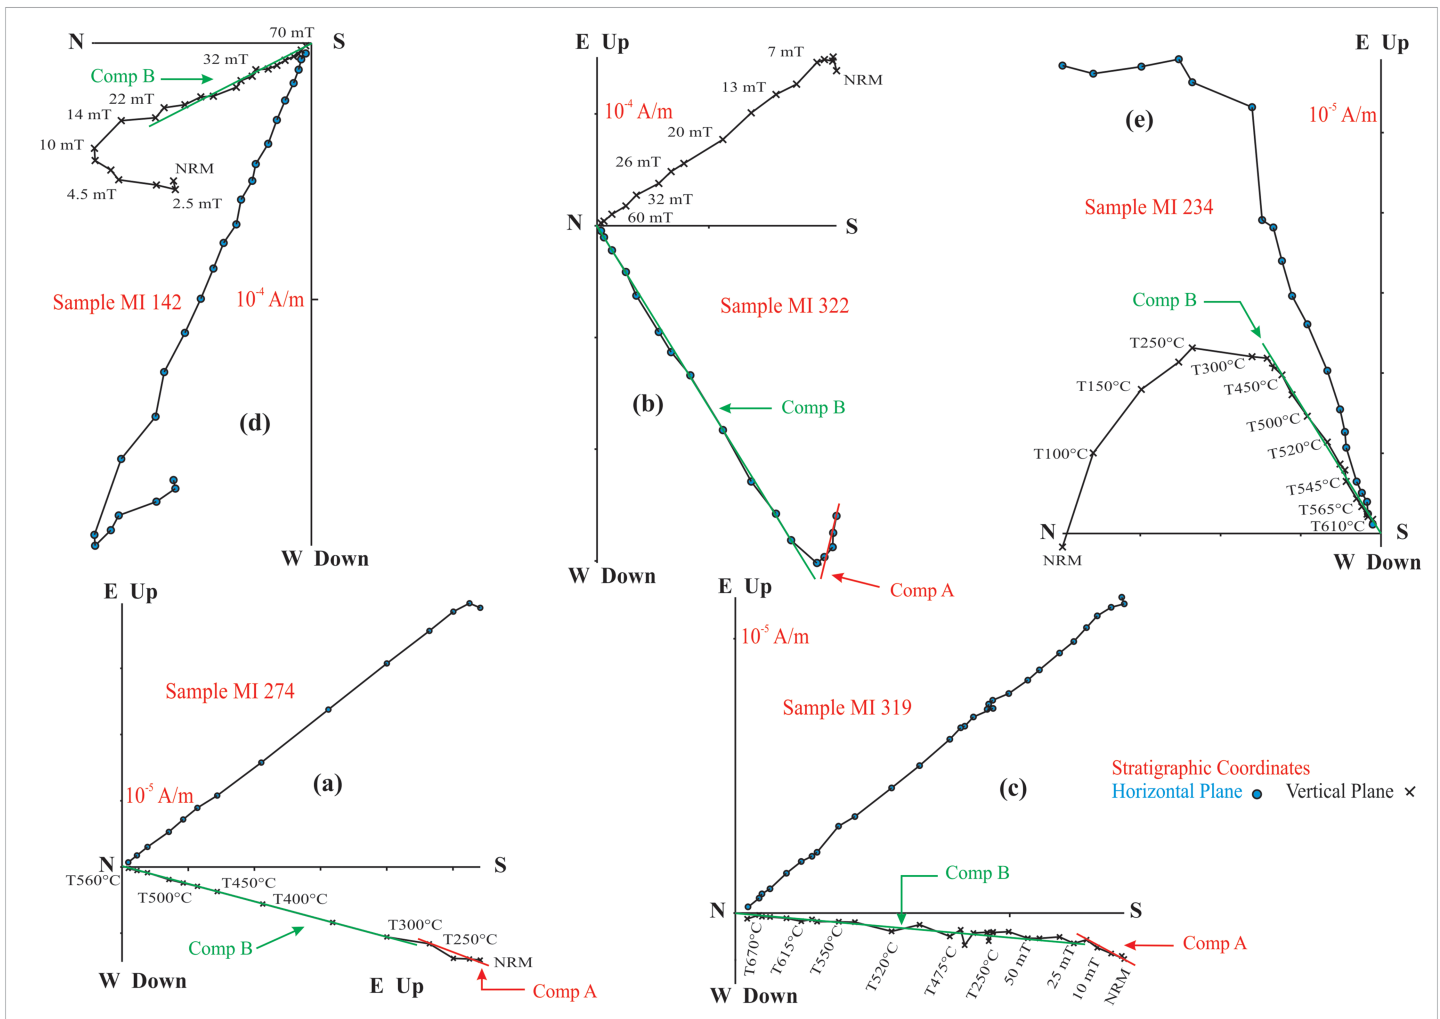 N
S
70 mT
32 mT
Comp B
22 mT
14 mT
10 mT
NRM
4.5 mT
2.5 mT
Sample MI 142
10⁻⁴ A/m
(d)
W Down
E Up
7 mT
NRM
13 mT
10⁻⁴ A/m
20 mT
26 mT
32 mT
60 mT
N
S
Sample MI 322
(b)
Comp B
W Down
Comp A
E Up
(e)
10⁻⁵ A/m
Sample MI 234
Comp B
T250°C
T300°C
T150°C
T450°C
T500°C
T520°C
T100°C
T545°C
T565°C
T610°C
N
S
NRM
W Down
E Up
Sample MI 274
(a)
10⁻⁵ A/m
N
S
T560°C
T450°C
T500°C
T400°C
T300°C
Comp B
T250°C
NRM
W Down
E Up
Comp A
E Up
10⁻⁵ A/m
Sample MI 319
(c)
Stratigraphic Coordinates
Horizontal Plane
Vertical Plane
Comp B
N
S
Comp A
T670°C
T615°C
T550°C
T520°C
T475°C
T250°C
50 mT
25 mT
10 mT
NRM
W Down